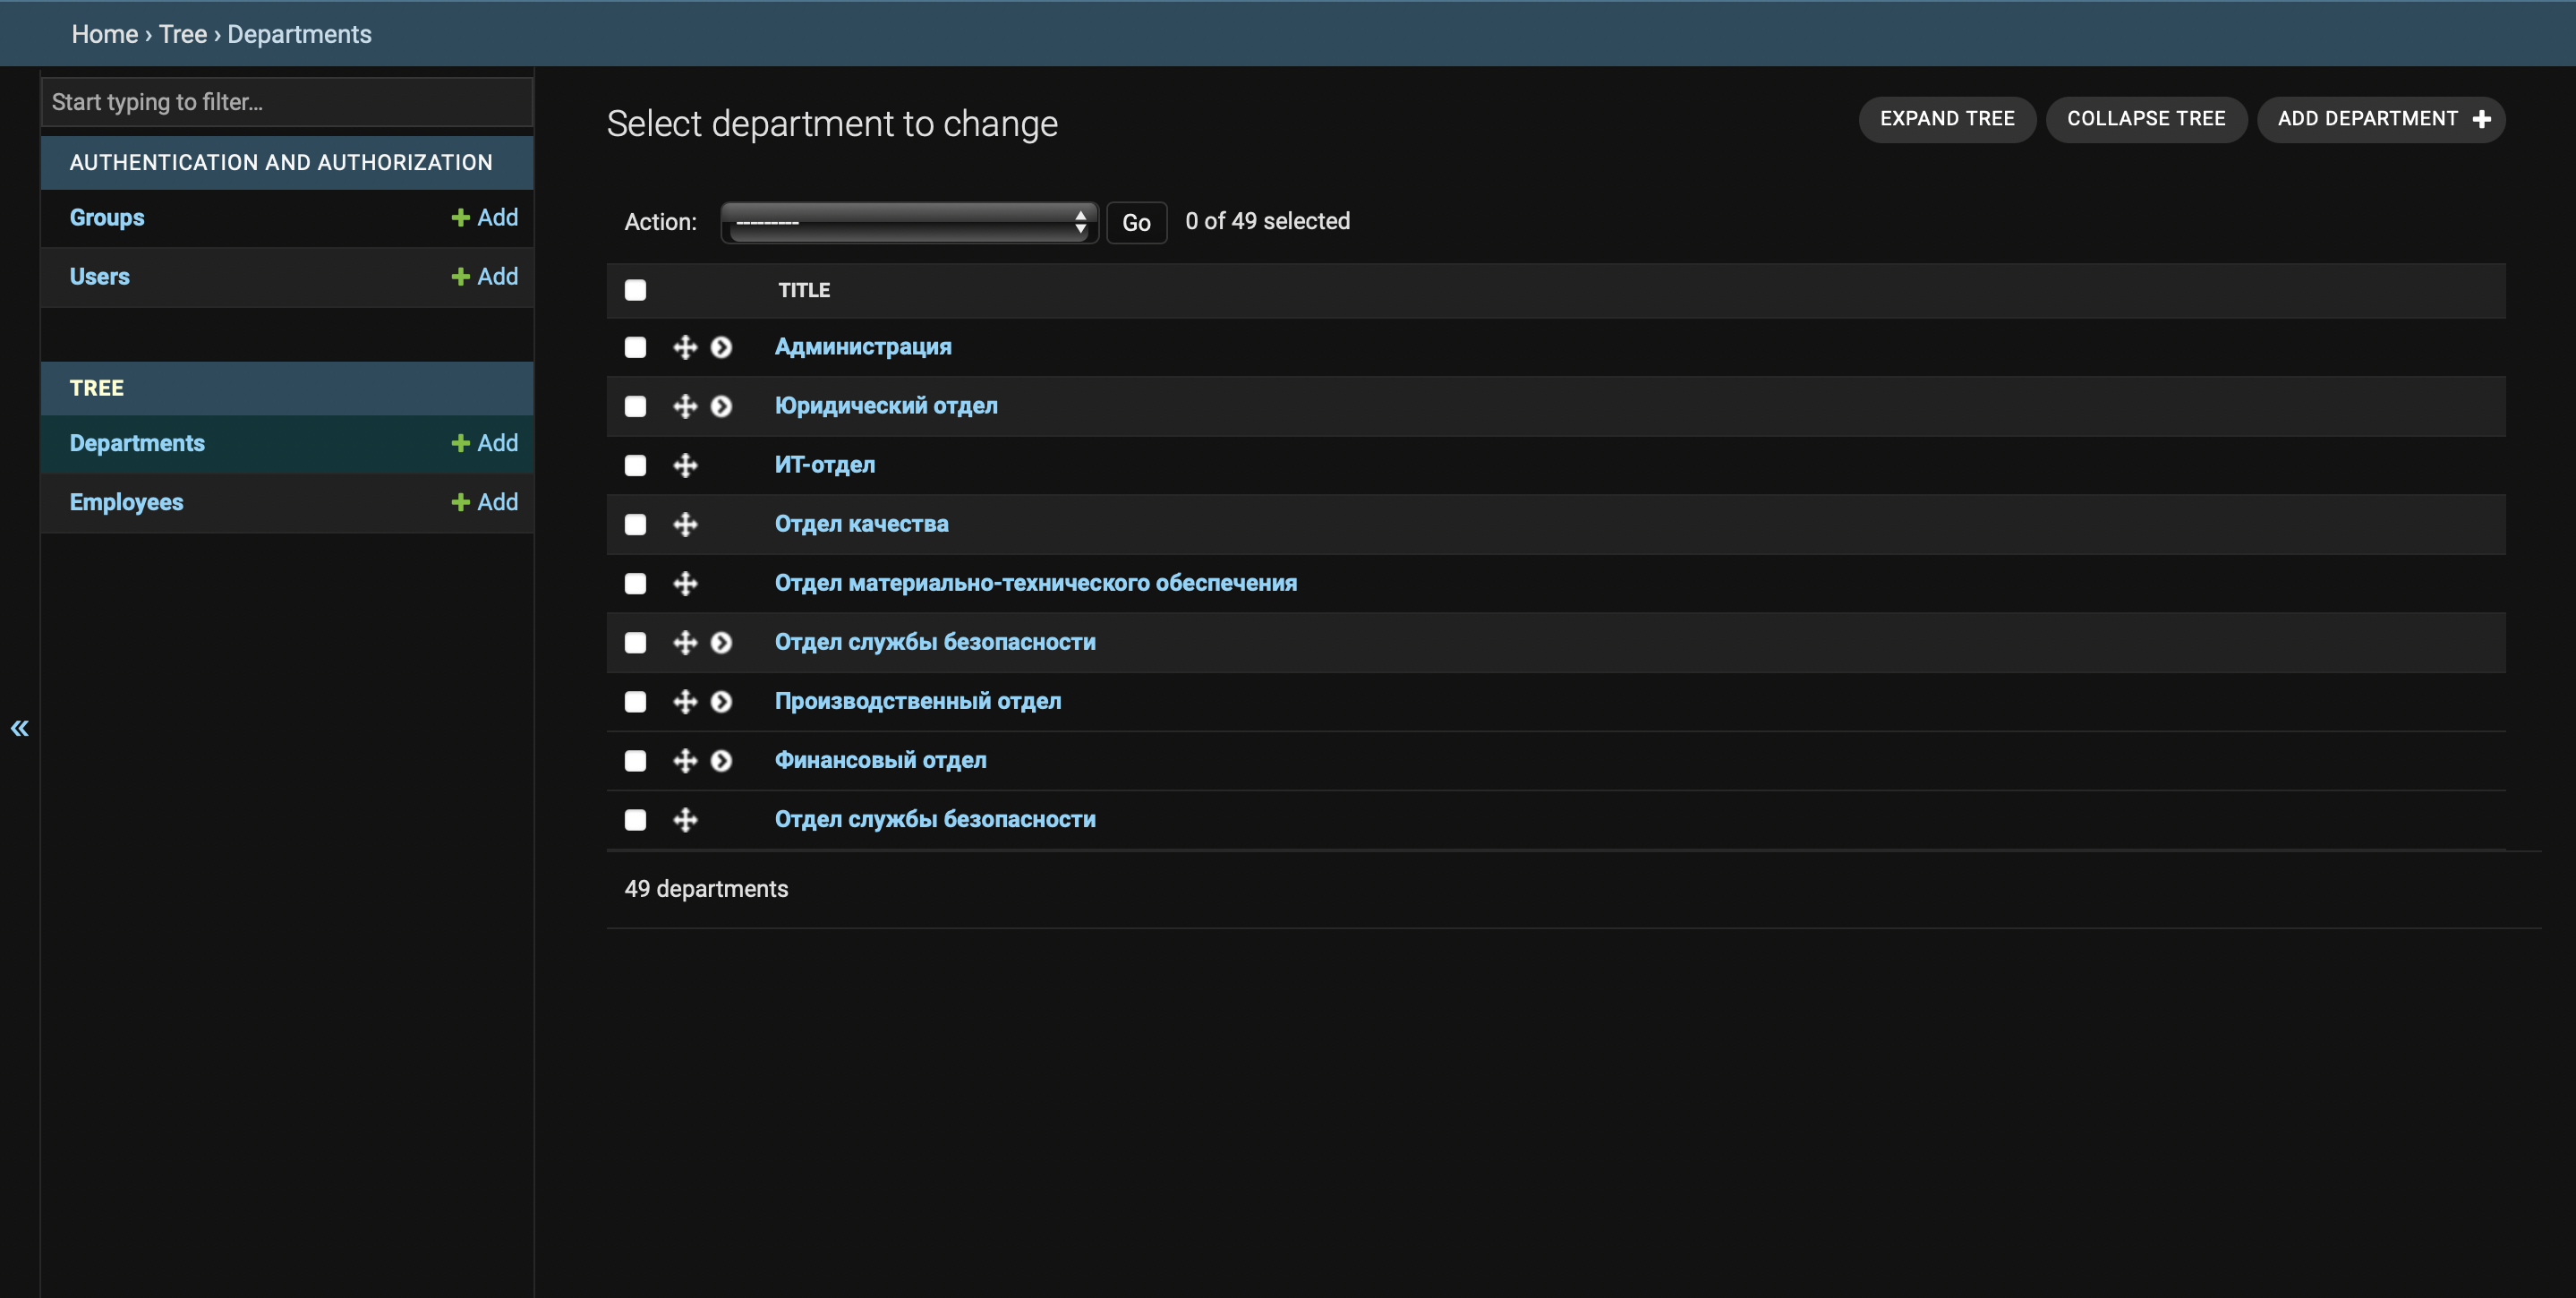 Home › Tree › Departments
Start typing to filter...
AUTHENTICATION AND AUTHORIZATION
Groups + Add
Users + Add
TREE
Departments + Add
Employees + Add
«
Select department to change
EXPAND TREE COLLAPSE TREE ADD DEPARTMENT +
Action: --------- Go 0 of 49 selected
TITLE
Администрация
Юридический отдел
ИТ-отдел
Отдел качества
Отдел материально-технического обеспечения
Отдел службы безопасности
Производственный отдел
Финансовый отдел
Отдел службы безопасности
49 departments